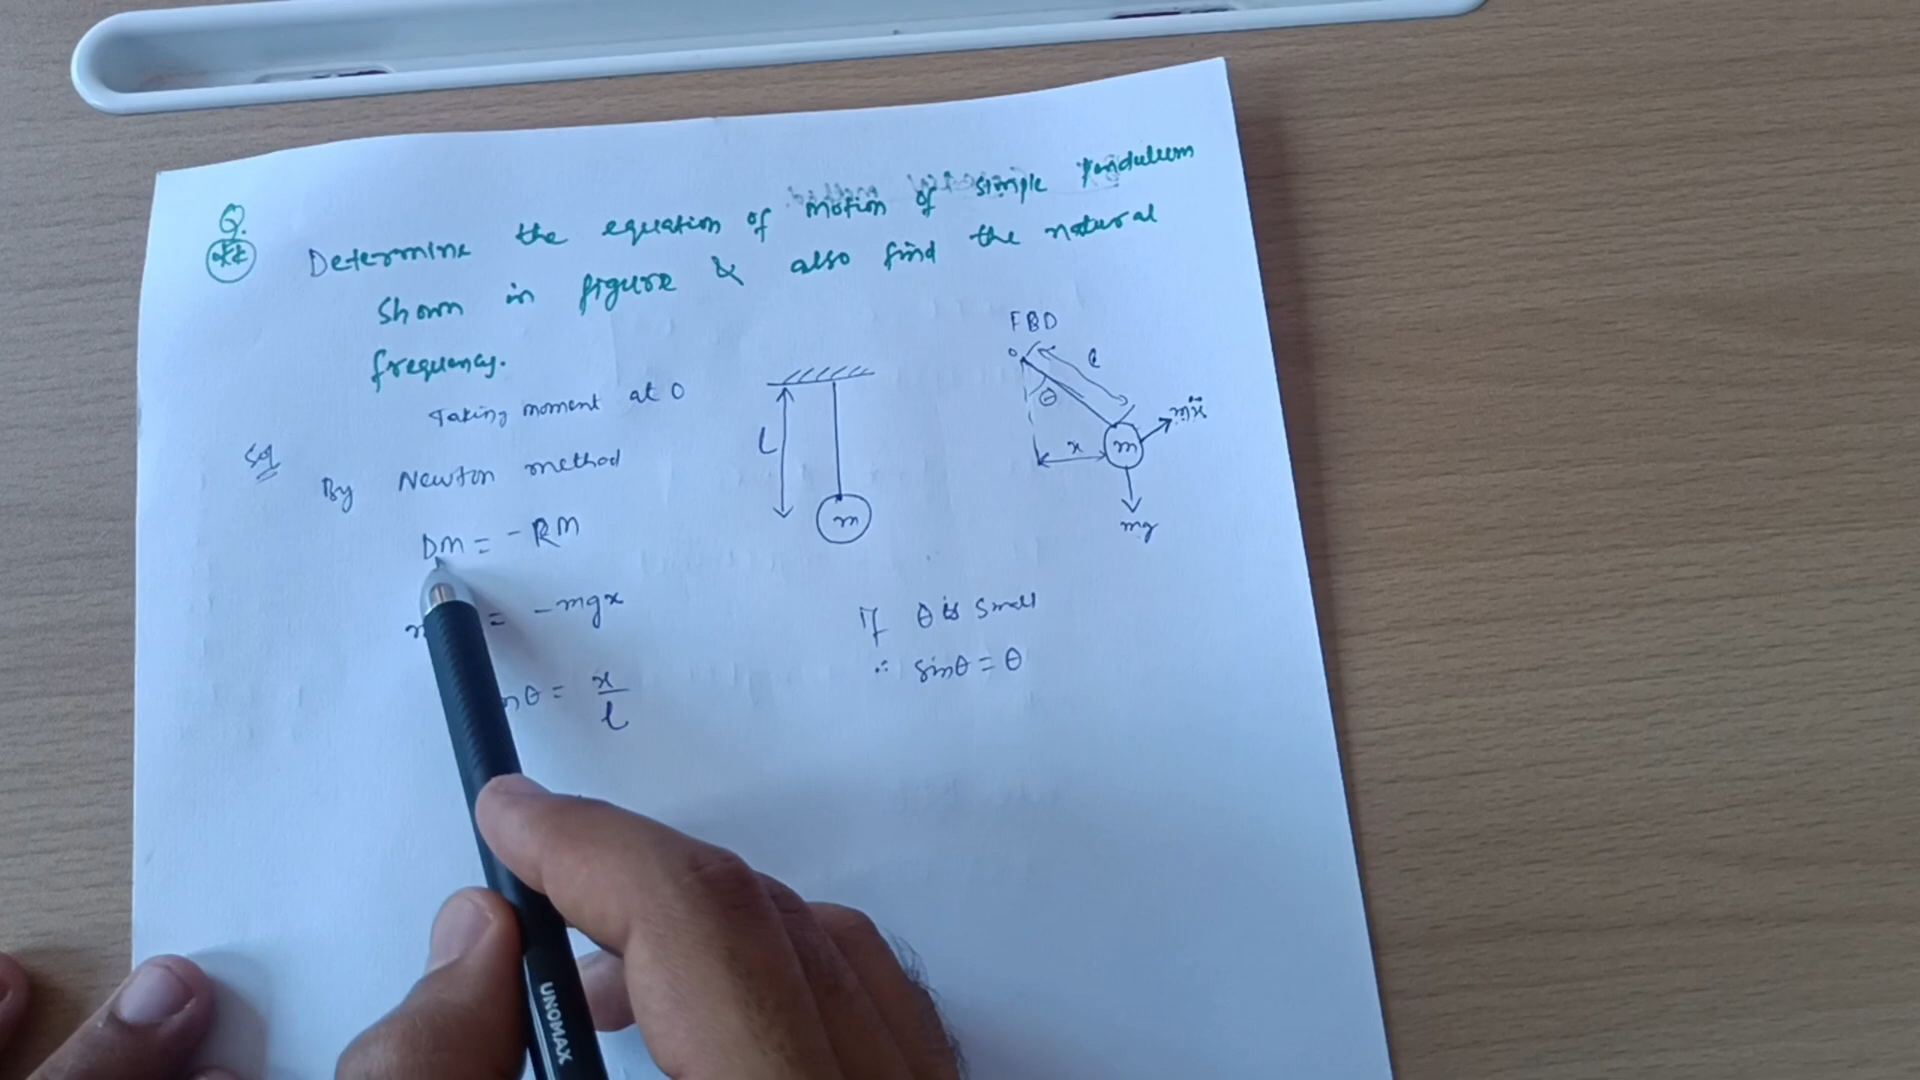 Q.
** Determine the equation of motion of simple Pendulum
Shown in figure & also find the natural
frequency.
Taking moment at O
Sol
By Newton method
DM = -RM
= -mgx
nθ = x/l
L
m
FBD
O
θ
l
x
m
mẍ
mg
If θ is small
∴ sinθ = θ
UNOMAX